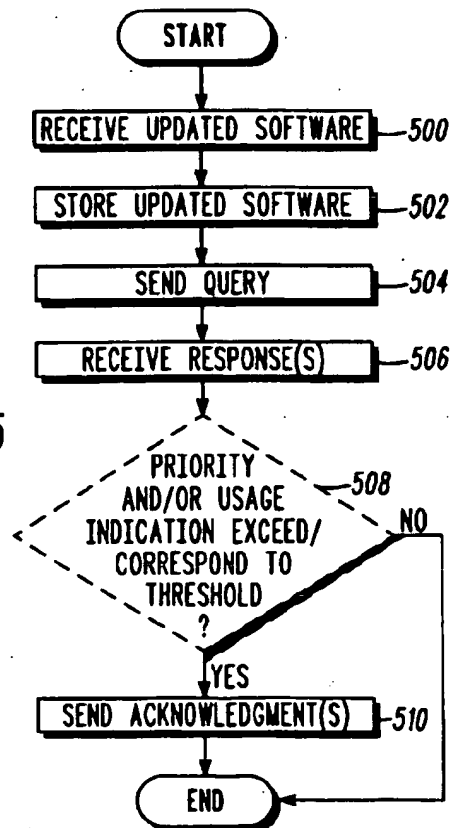 START
RECEIVE UPDATED SOFTWARE 500
STORE UPDATED SOFTWARE 502
SEND QUERY 504
RECEIVE RESPONSE(S) 506
PRIORITY
AND/OR USAGE
INDICATION EXCEED/
CORRESPOND TO
THRESHOLD
?
508
NO
YES
SEND ACKNOWLEDGMENT(S) 510
END